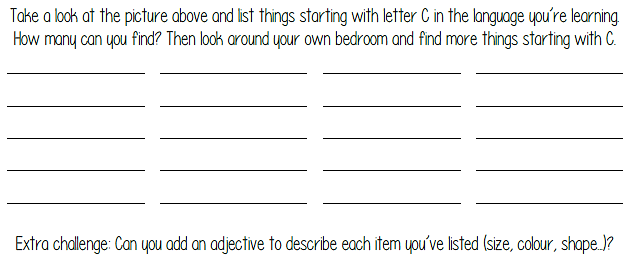 Take a look at the picture above and list things starting with letter C in the language you're learning.
How many can you find? Then look around your own bedroom and find more things starting with C.
Extra challenge: Can you add an adjective to describe each item you've listed (size, colour, shape..)?